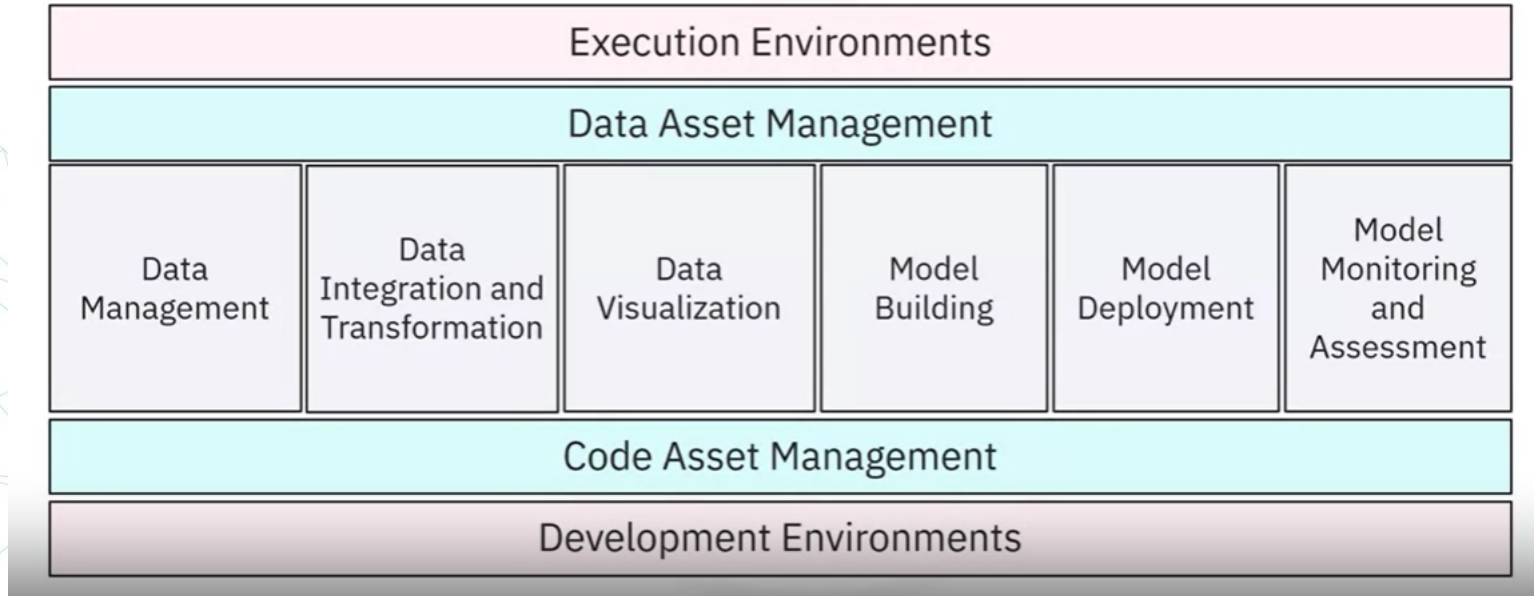 Execution Environments
Data Asset Management
Data
Management
Data
Integration and
Transformation
Data
Visualization
Model
Building
Model
Deployment
Model
Monitoring
and
Assessment
Code Asset Management
Development Environments